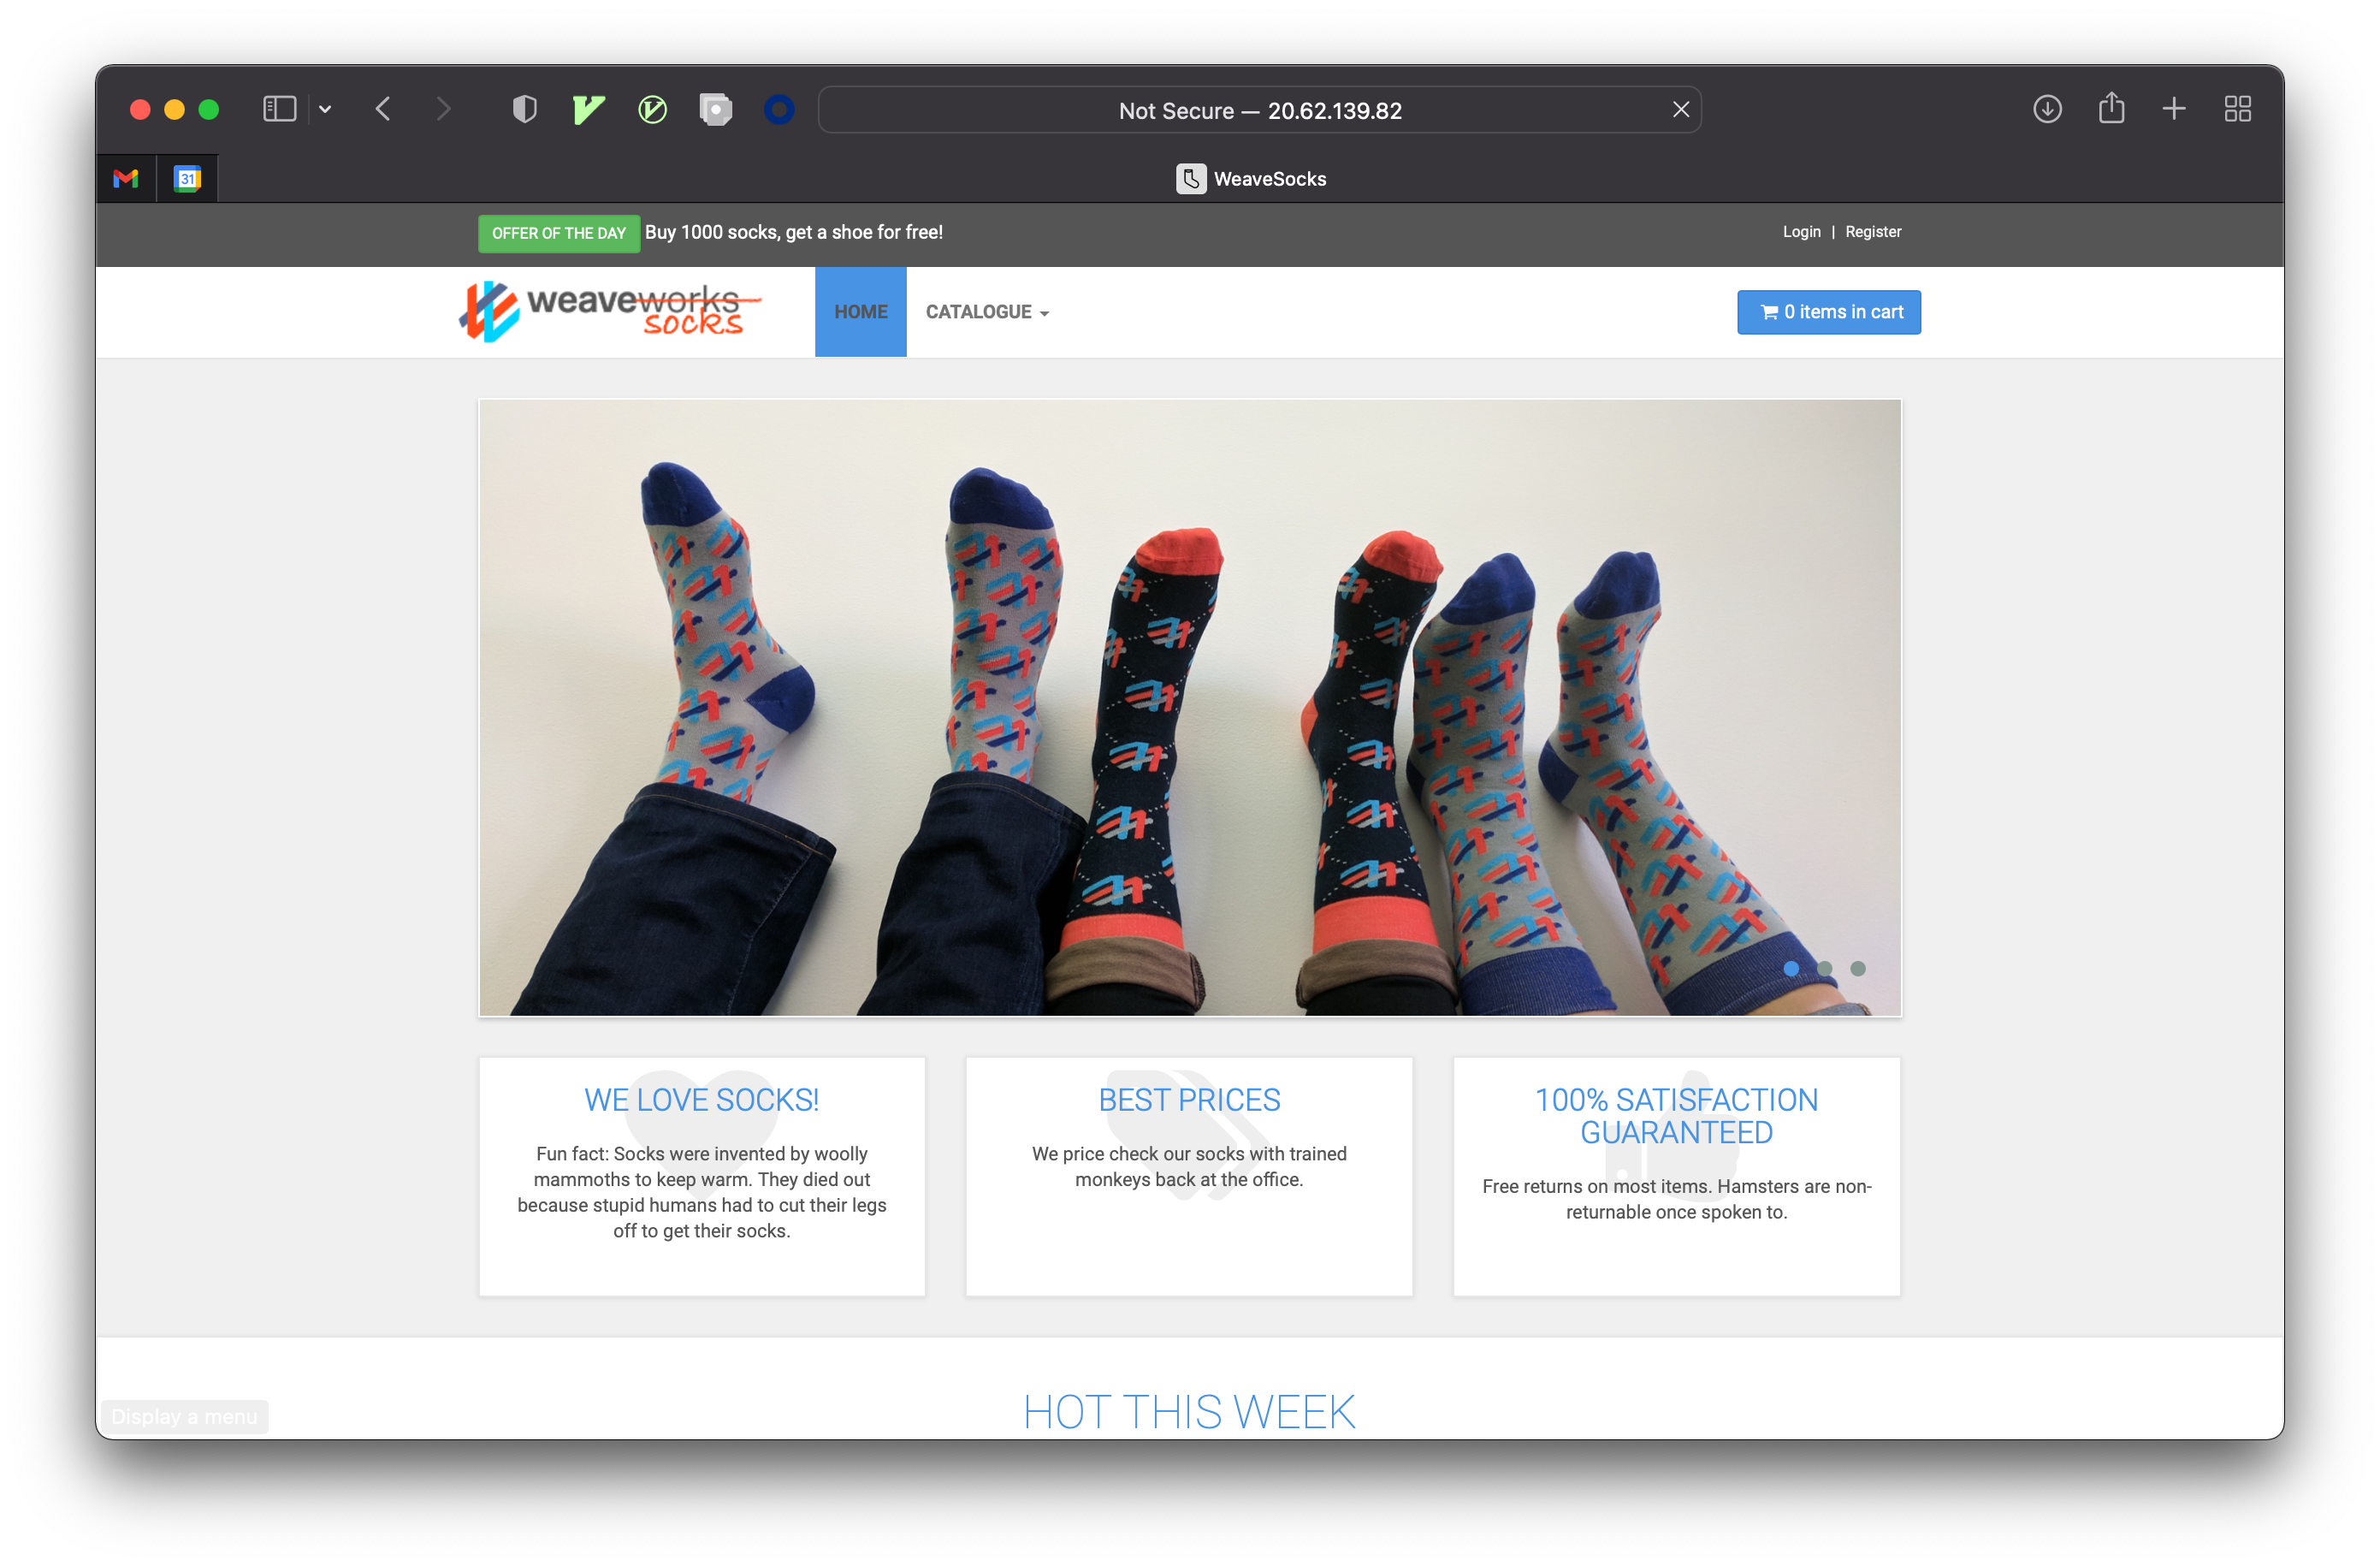 Not Secure — 20.62.139.82
31
WeaveSocks
OFFER OF THE DAY Buy 1000 socks, get a shoe for free!
Login | Register
weaveworks
socks
HOME
CATALOGUE
0 items in cart
WE LOVE SOCKS!
Fun fact: Socks were invented by woolly
mammoths to keep warm. They died out
because stupid humans had to cut their legs
off to get their socks.
BEST PRICES
We price check our socks with trained
monkeys back at the office.
100% SATISFACTION
GUARANTEED
Free returns on most items. Hamsters are non-
returnable once spoken to.
HOT THIS WEEK
Display a menu